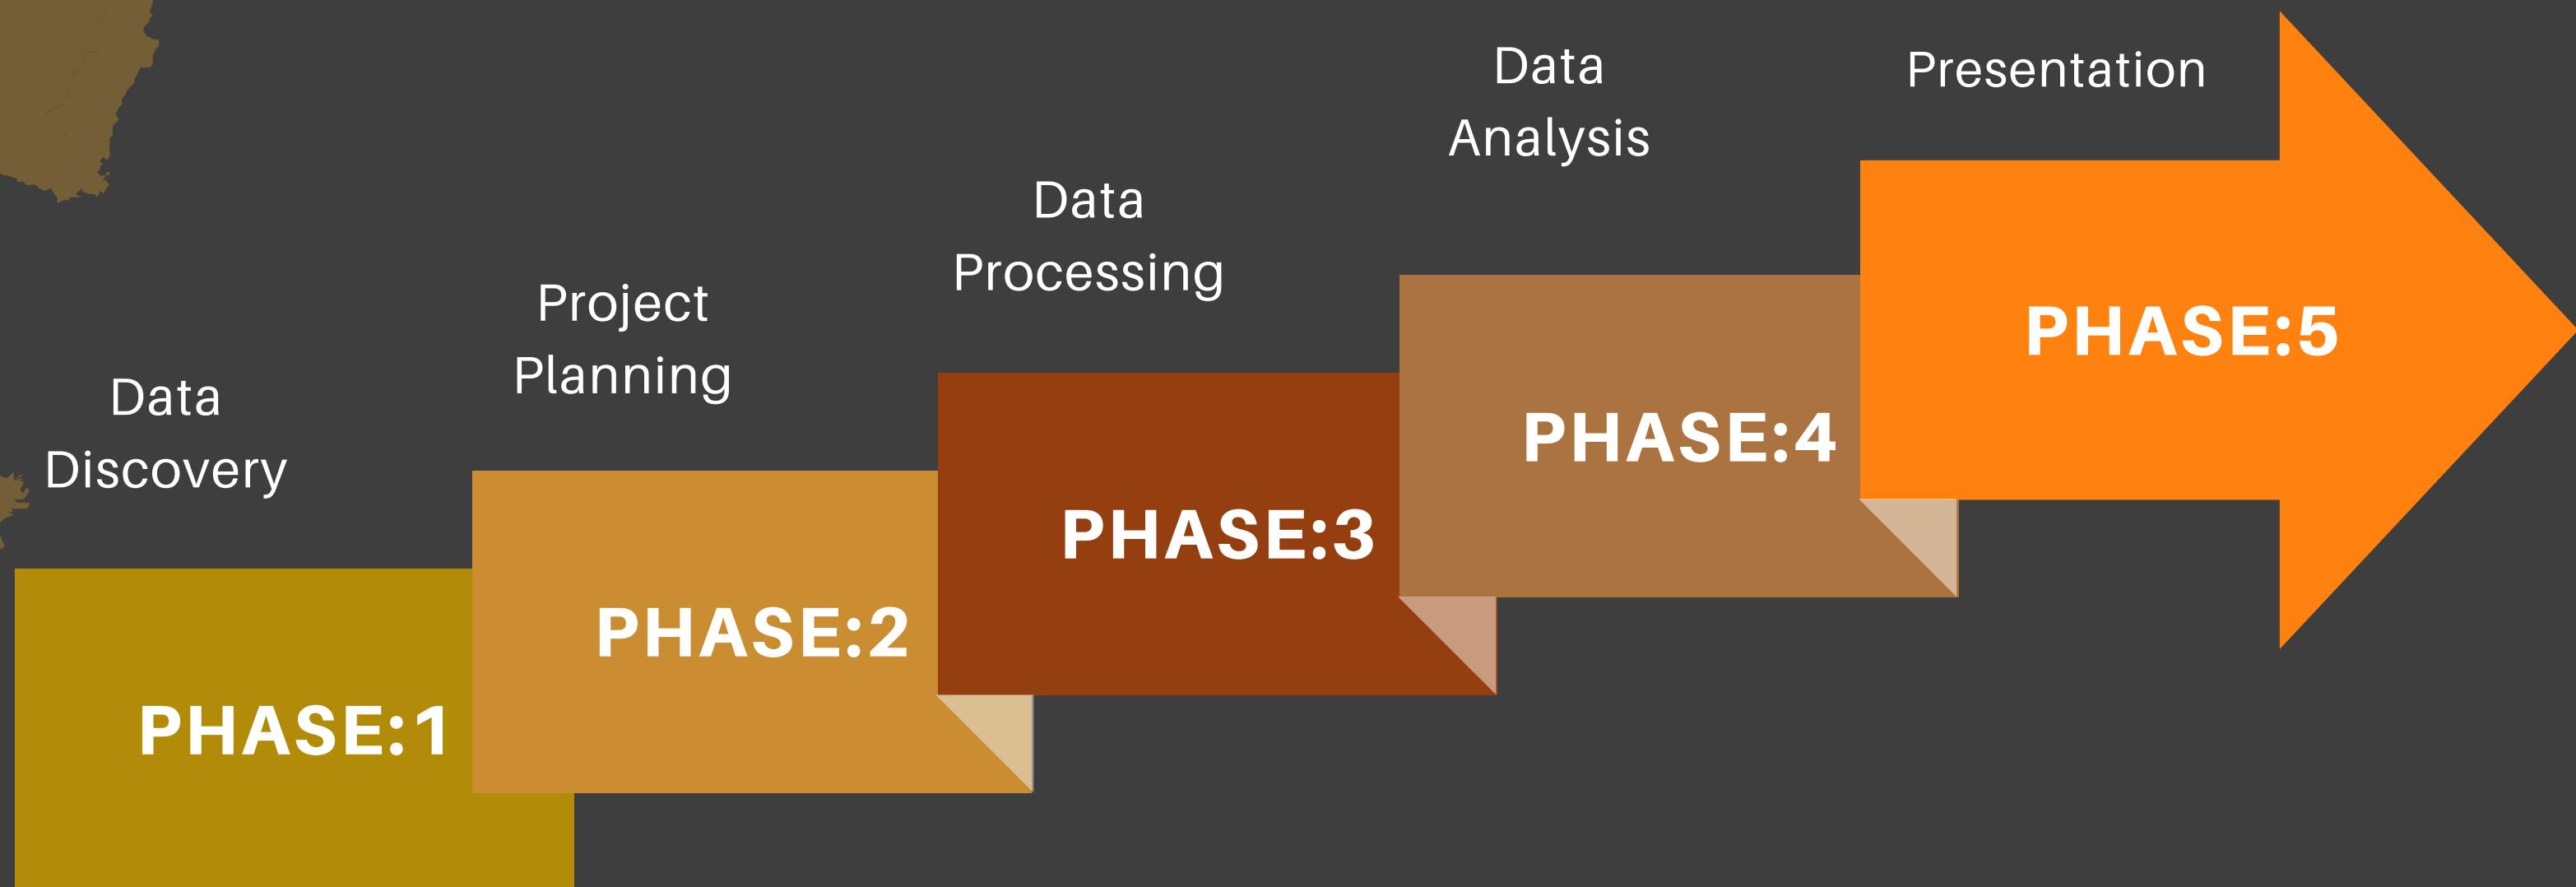 Data
Discovery
PHASE:1
Project
Planning
PHASE:2
Data
Processing
PHASE:3
Data
Analysis
PHASE:4
Presentation
PHASE:5